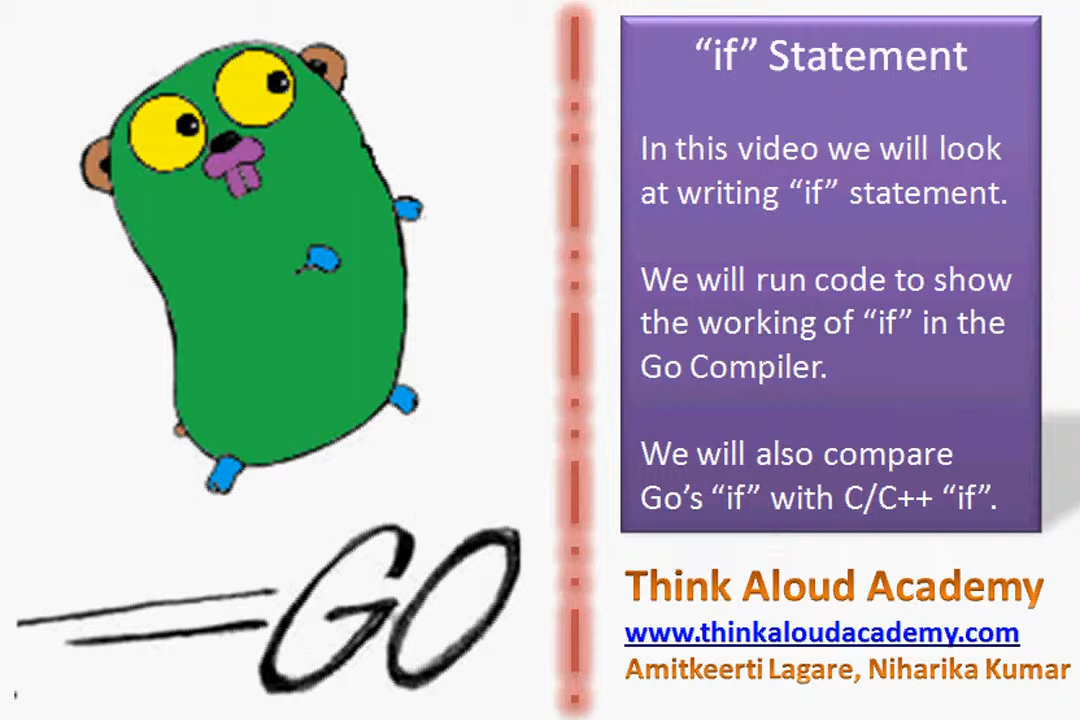 “if” Statement
In this video we will look
at writing “if” statement.
We will run code to show
the working of “if” in the
Go Compiler.
We will also compare
Go’s “if” with C/C++ “if”.
GO
Think Aloud Academy
www.thinkaloudacademy.com
Amitkeerti Lagare, Niharika Kumar